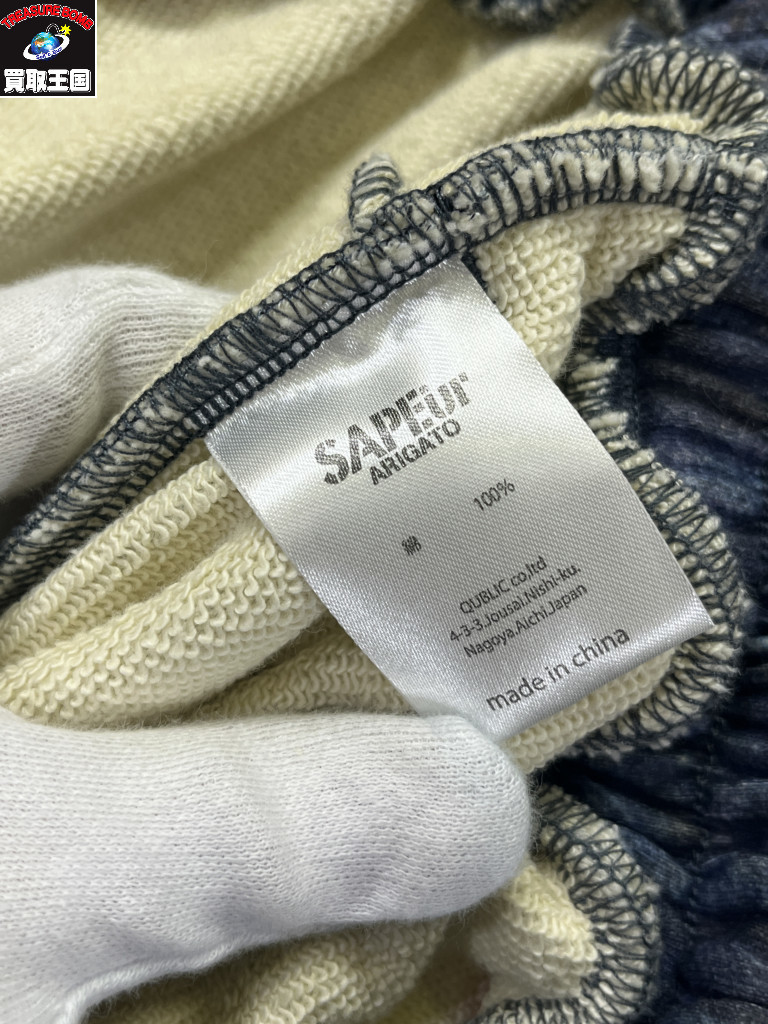 TREASURE BOMB
買取王国
SAPEur
ARIGATO
綿 100%
QUBLIC co.ltd
4-3-3.Jousai.Nishi-ku.
Nagoya.Aichi.Japan
made in china